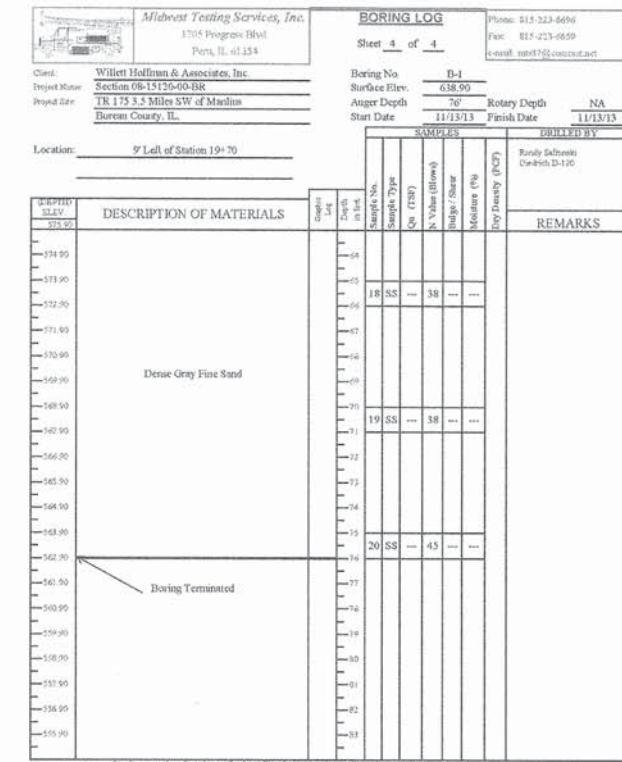 Midwest Testing Services, Inc.
1705 Progress Blvd
Peru, IL 61354
BORING LOG
Sheet 4 of 4
Phone: 815-223-6696
Fax: 815-223-6659
e-mail:
Client: Willett Hofmann & Associates, Inc.
Project Name Section 08-15120-00-BR
Project Site TR 175 3.5 Miles SW of Manlius
Bureau County, IL.
Boring No. B-1
Surface Elev. 638.90
Auger Depth 76' Rotary Depth NA
Start Date 11/13/13 Finish Date 11/13/13
Location: 9' Left of Station 19+70
SAMPLES
DRILLED BY
Randy
Diedrich D-120
(DEPTH)
ELEV.
575.90
DESCRIPTION OF MATERIALS
Graphic Log
Depth in feet
Sample No.
Sample Type
Qu (TSF)
N Value (Blows)
Bulge / Shear
Moisture (%)
Dry Density (PCF)
REMARKS
574.90 64
573.90 65
18 SS --- 38 --- ---
572.90 66
571.90 67
570.90 68
Dense Gray Fine Sand
569.90 69
568.90 70
19 SS --- 38 --- ---
567.90 71
566.90 72
565.90 73
564.90 74
563.90 75
20 SS --- 45 --- ---
562.90 76
Boring Terminated
561.90 77
560.90 78
559.90 79
558.90 80
557.90 81
556.90 82
555.90 83